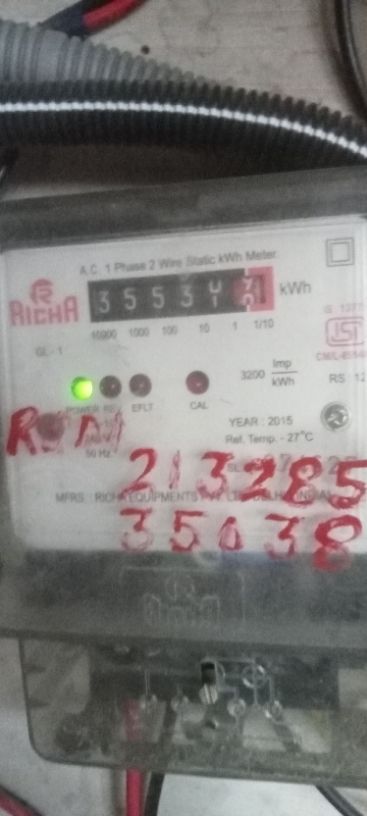 A.C. 1 Phase 2 Wire Static kWh Meter
RICHA
3 5 5 3 kWh
10000 1000 100 10 1 1/10
GL - 1
3200 Imp/kWh
RS
POWER REV EFLT CAL
YEAR : 2015
Ref. Temp. - 27°C
50 Hz
213285
MFRS : RICHA EQUIPMENTS
35038